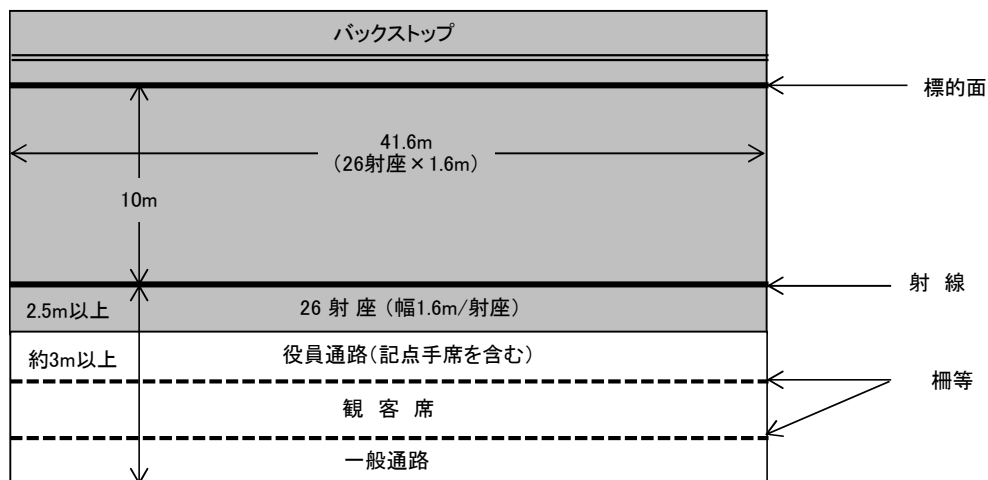 バックストップ
標的面
41.6m
（26射座×1.6m）
10m
射 線
2.5m以上
26 射 座 （幅1.6m/射座）
約3m以上
役員通路（記点手席を含む）
柵等
観 客 席
一般通路